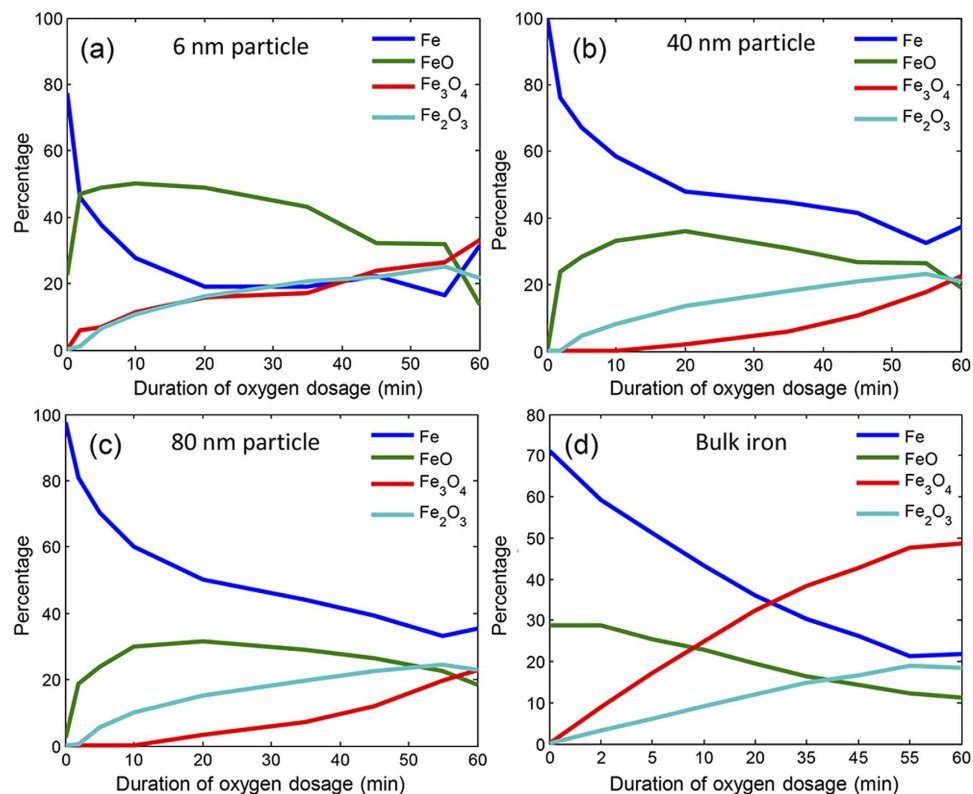 (a) 6 nm particle
Fe
FeO
Fe3O4
Fe2O3
100
80
60
40
20
0
Percentage
0 10 20 30 40 50 60
Duration of oxygen dosage (min)
(b) 40 nm particle
Fe
FeO
Fe3O4
Fe2O3
100
80
60
40
20
0
Percentage
0 10 20 30 40 50 60
Duration of oxygen dosage (min)
(c) 80 nm particle
Fe
FeO
Fe3O4
Fe2O3
100
80
60
40
20
0
Percentage
0 10 20 30 40 50 60
Duration of oxygen dosage (min)
(d) Bulk iron
Fe
FeO
Fe3O4
Fe2O3
80
70
60
50
40
30
20
10
0
Percentage
0 2 5 10 20 35 45 55 60
Duration of oxygen dosage (min)